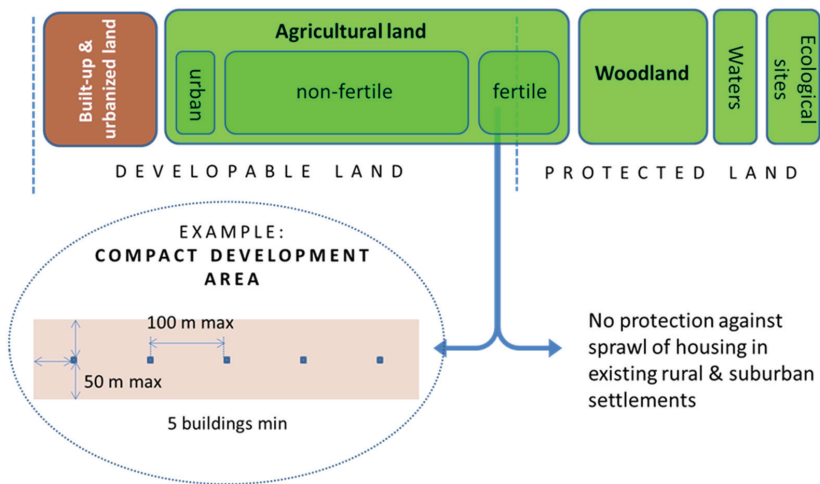 Built-up &
urbanized land
Agricultural land
urban
non-fertile
fertile
Woodland
Waters
Ecological
sites
DEVELOPABLE LAND
PROTECTED LAND
EXAMPLE:
COMPACT DEVELOPMENT
AREA
100 m max
50 m max
5 buildings min
No protection against
sprawl of housing in
existing rural & suburban
settlements